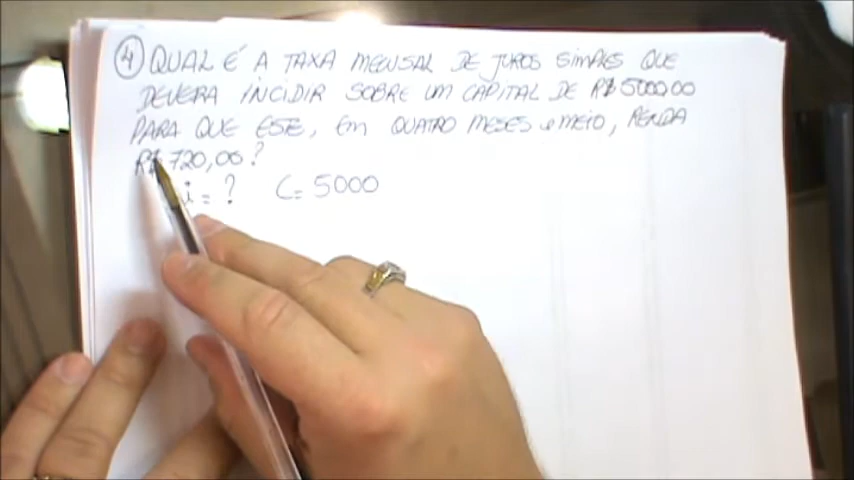 4 QUAL É A TAXA MENSAL DE JUROS SIMPLES QUE
DEVERA INCIDIR SOBRE UM CAPITAL DE R$ 5000,00
PARA QUE ESTE, EM QUATRO MESES e MEIO, RENDA
R$ 720,00?
i = ? C = 5000